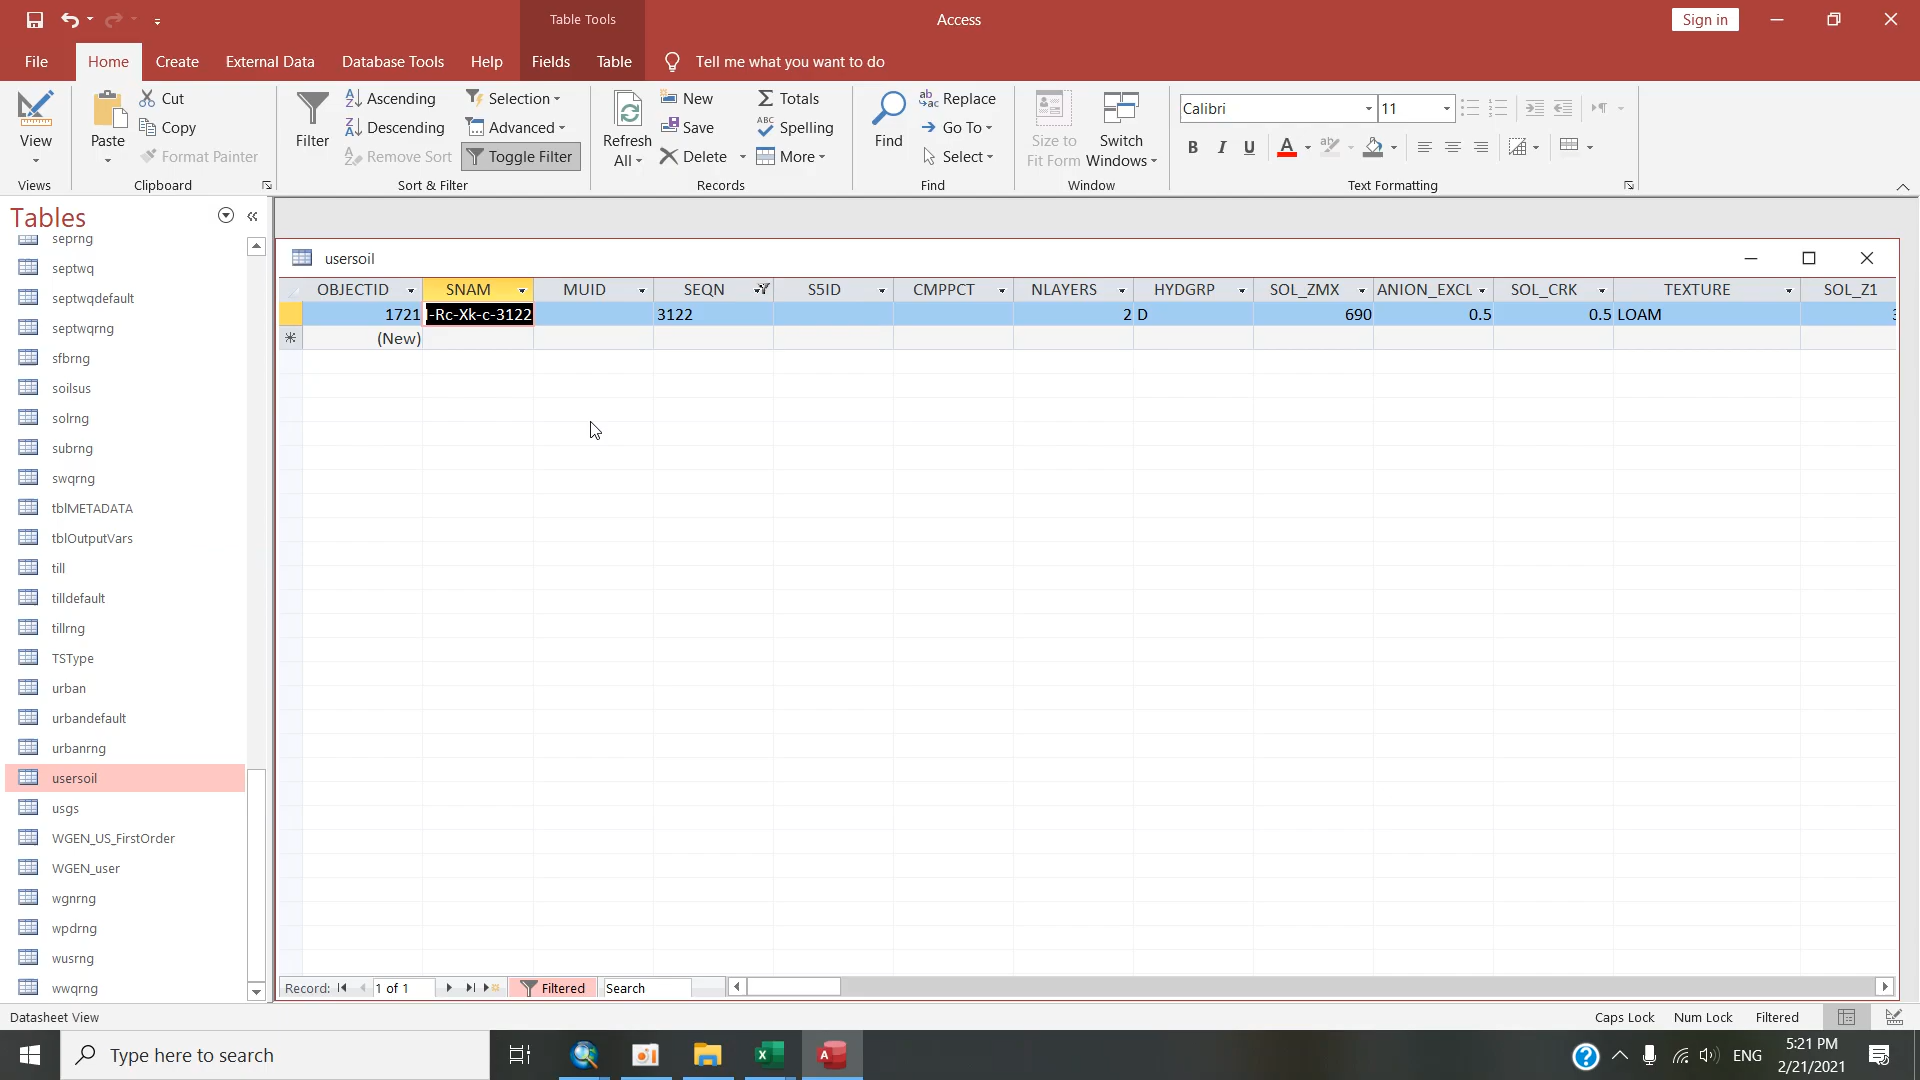 Table Tools
Access
Sign in
File
Home
Create
External Data
Database Tools
Help
Fields
Table
Tell me what you want to do
View
Views
Paste
Cut
Copy
Format Painter
Clipboard
Filter
Ascending
Descending
Remove Sort
Selection
Advanced
Toggle Filter
Sort & Filter
Refresh
All
New
Save
Delete
Totals
Spelling
More
Records
Find
Replace
Go To
Select
Find
Size to
Fit Form
Switch
Windows
Window
Calibri
11
B I U
A
Text Formatting
Tables
seprng
septwq
septwqdefault
septwqrng
sfbrng
soilsus
solrng
subrng
swqrng
tblMETADATA
tblOutputVars
till
tilldefault
tillrng
TSType
urban
urbandefault
urbanrng
usersoil
usgs
WGEN_US_FirstOrder
WGEN_user
wgnrng
wpdrng
wusrng
wwqrng
usersoil
OBJECTID SNAM MUID SEQN S5ID CMPPCT NLAYERS HYDGRP SOL_ZMX ANION_EXCL SOL_CRK TEXTURE SOL_Z1
1721 I-Rc-Xk-c-3122 3122 2 D 690 0.5 0.5 LOAM
(New)
Record: 1 of 1 Filtered Search
Datasheet View
Caps Lock Num Lock Filtered
Type here to search
ENG
5:21 PM
2/21/2021